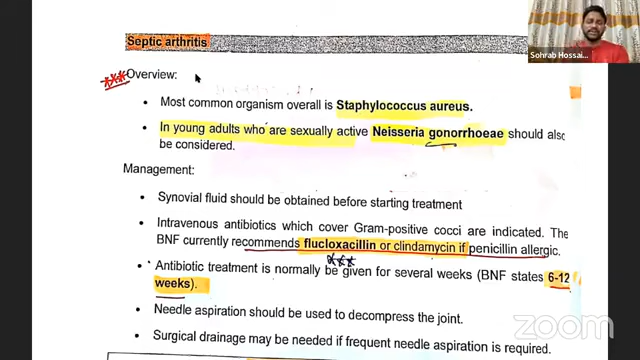 Septic arthritis
Sohrab Hossai...
Overview:
• Most common organism overall is Staphylococcus aureus.
• In young adults who are sexually active Neisseria gonorrhoeae should also
be considered.
Management:
• Synovial fluid should be obtained before starting treatment
• Intravenous antibiotics which cover Gram-positive cocci are indicated. The
BNF currently recommends flucloxacillin or clindamycin if penicillin allergic.
• Antibiotic treatment is normally be given for several weeks (BNF states 6-12
weeks).
• Needle aspiration should be used to decompress the joint.
• Surgical drainage may be needed if frequent needle aspiration is required.
zoom